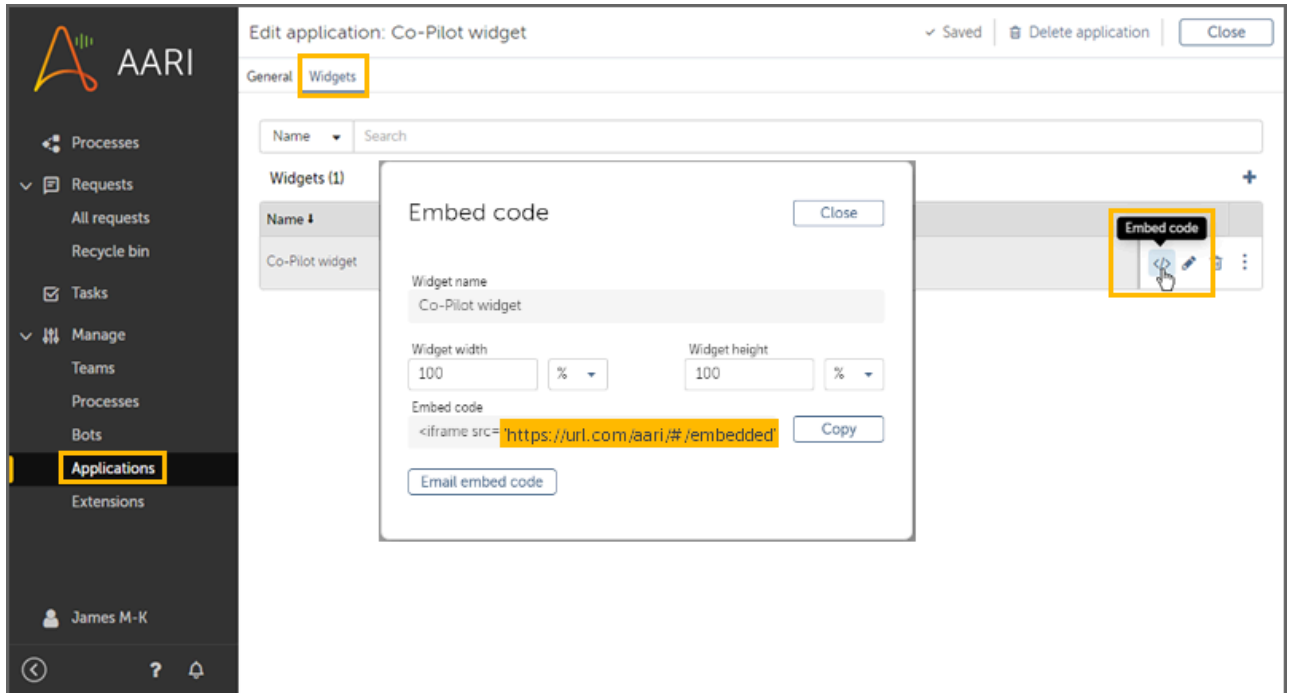 AARI
Processes
Requests
All requests
Recycle bin
Tasks
Manage
Teams
Processes
Bots
Applications
Extensions
James M-K
?
Edit application: Co-Pilot widget
Saved
Delete application
Close
General
Widgets
Name
Search
Widgets (1)
Name
Co-Pilot widget
Embed code
Embed code
Close
Widget name
Co-Pilot widget
Widget width
Widget height
100 %
100 %
Embed code
<iframe src= 'https://url.com/aari/#/embedded'
Copy
Email embed code